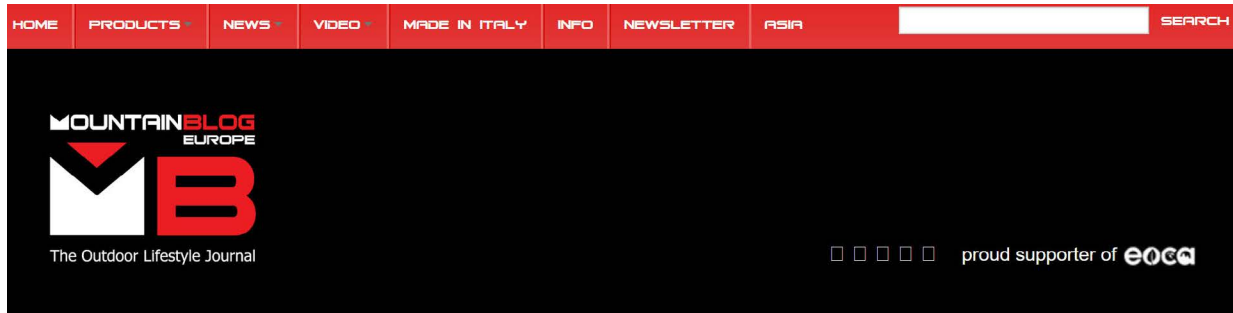 HOME PRODUCTS NEWS VIDEO MADE IN ITALY INFO NEWSLETTER ASIA SEARCH
MOUNTAINBLOG
EUROPE
MB
The Outdoor Lifestyle Journal
proud supporter of eoca